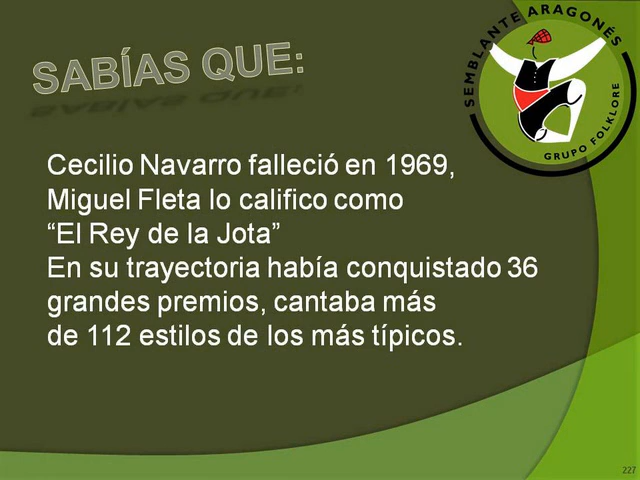 SABÍAS QUE:
SEMBLANTE ARAGONÉS
GRUPO FOLKLORE
Cecilio Navarro falleció en 1969,
Miguel Fleta lo califico como
“El Rey de la Jota”
En su trayectoria había conquistado 36
grandes premios, cantaba más
de 112 estilos de los más típicos.
227